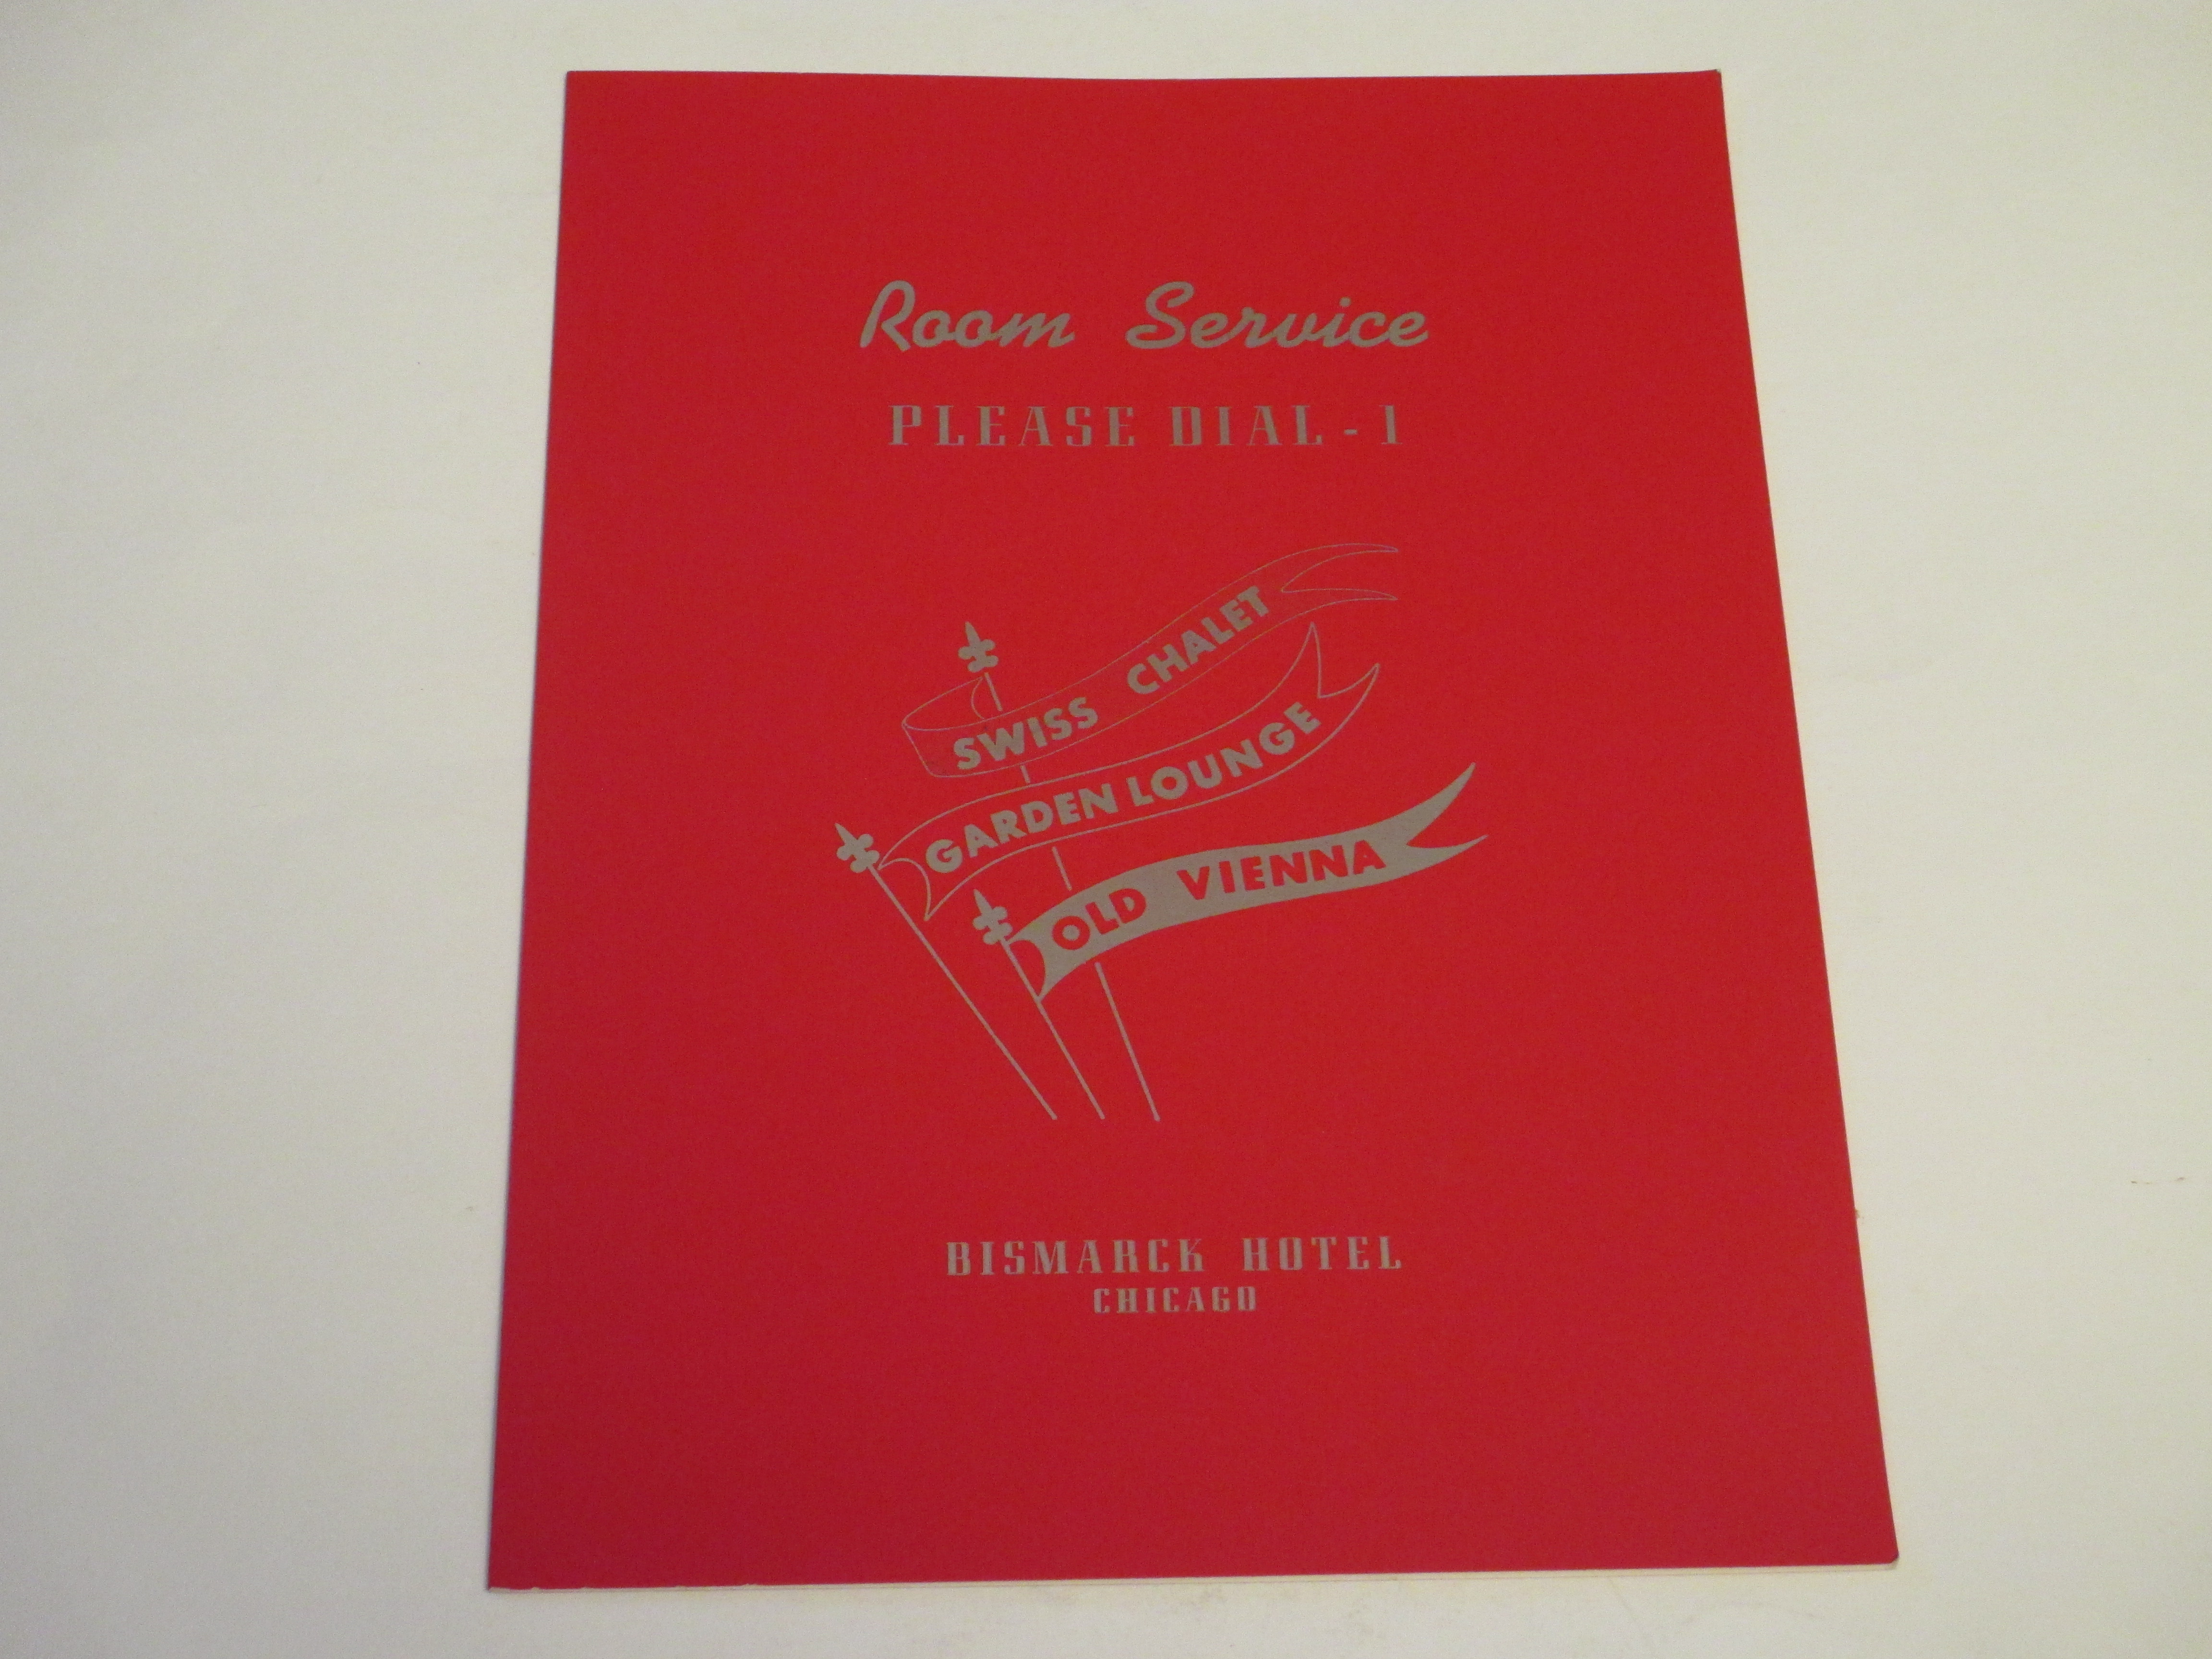 Room Service
PLEASE DIAL - 1
SWISS CHALET
GARDEN LOUNGE
OLD VIENNA
BISMARCK HOTEL
CHICAGO